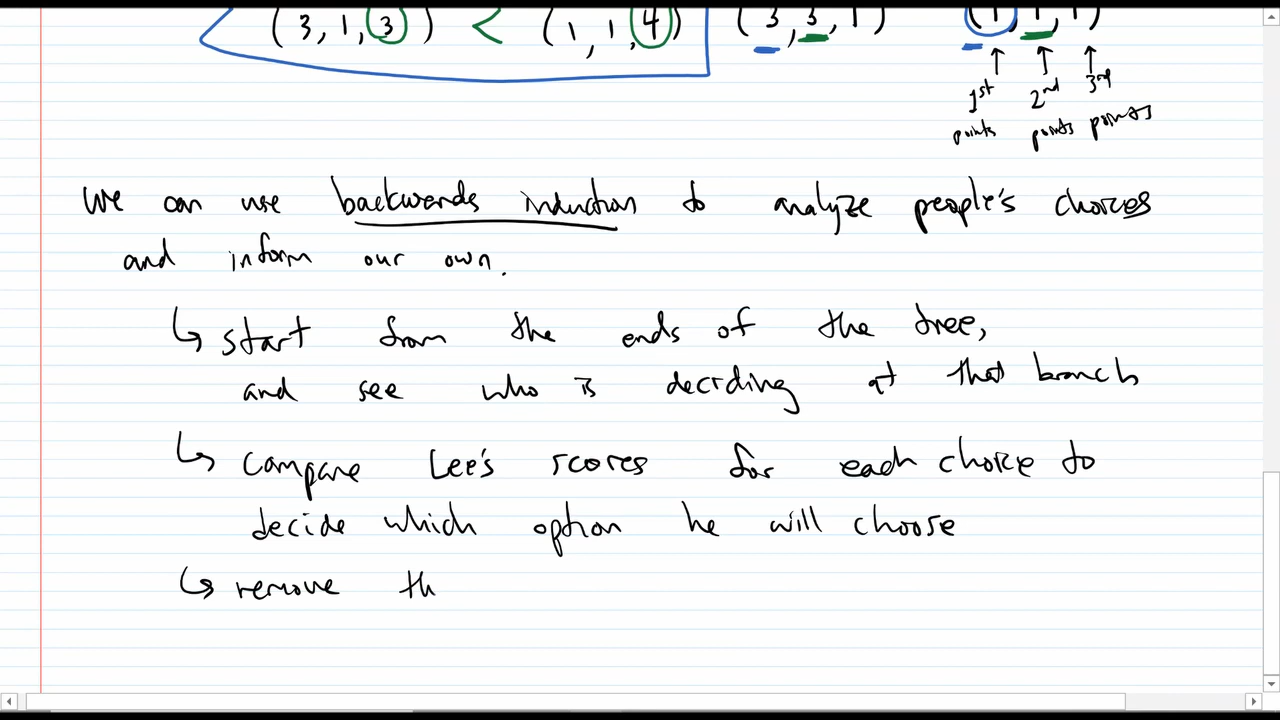 (3, 1, 3) < (1, 1, 4) (3, 3, 1) (1, 1, 1)
1st 2nd 3rd
points points points
We can use backwards induction to analyze people's choices
and inform our own.
↳ start from the ends of the tree,
and see who is deciding at that branch
↳ compare Lee's scores for each choice to
decide which option he will choose
↳ remove th